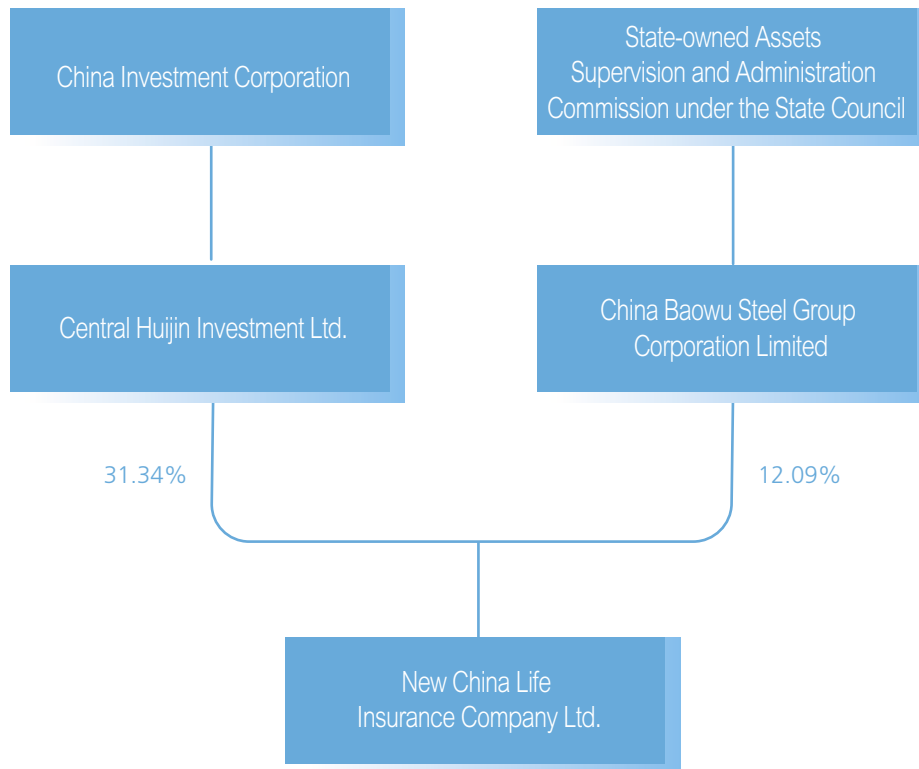 China Investment Corporation
State-owned Assets
Supervision and Administration
Commission under the State Council
Central Huijin Investment Ltd.
China Baowu Steel Group
Corporation Limited
31.34%
12.09%
New China Life
Insurance Company Ltd.